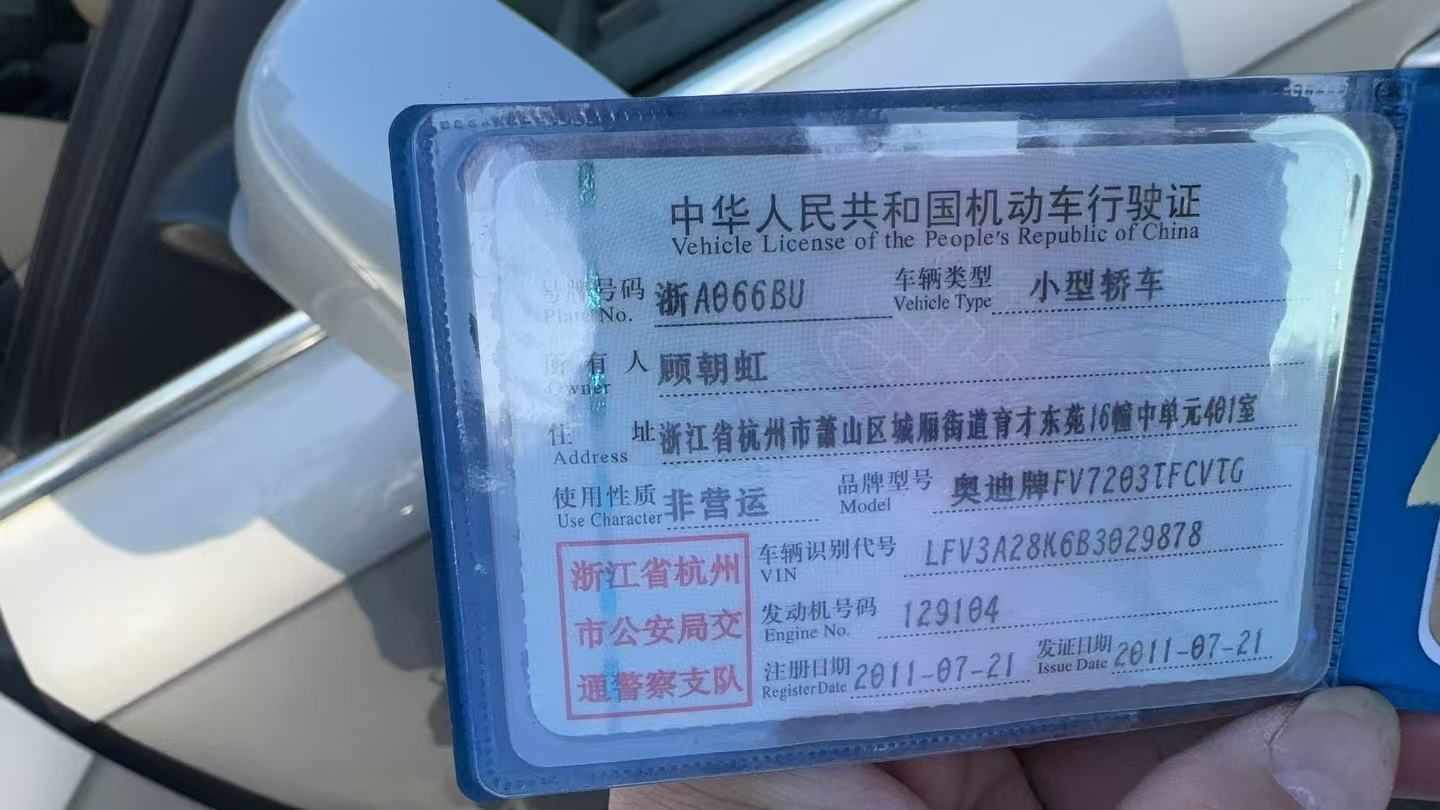 中华人民共和国机动车行驶证
Vehicle License of the People's Republic of China
号牌号码 浙A066BU 车辆类型 小型轿车
Plate No. Vehicle Type
所有人 顾朝虹
Owner
住址 浙江省杭州市萧山区城厢街道育才东苑16幢中单元401室
Address
使用性质 非营运 品牌型号 奥迪牌FV7203TFCVTG
Use Character Model
浙江省杭州
市公安局交
通警察支队
车辆识别代号 LFV3A28K6B3029878
VIN
发动机号码 129104
Engine No.
注册日期 2011-07-21 发证日期 2011-07-21
Register Date Issue Date